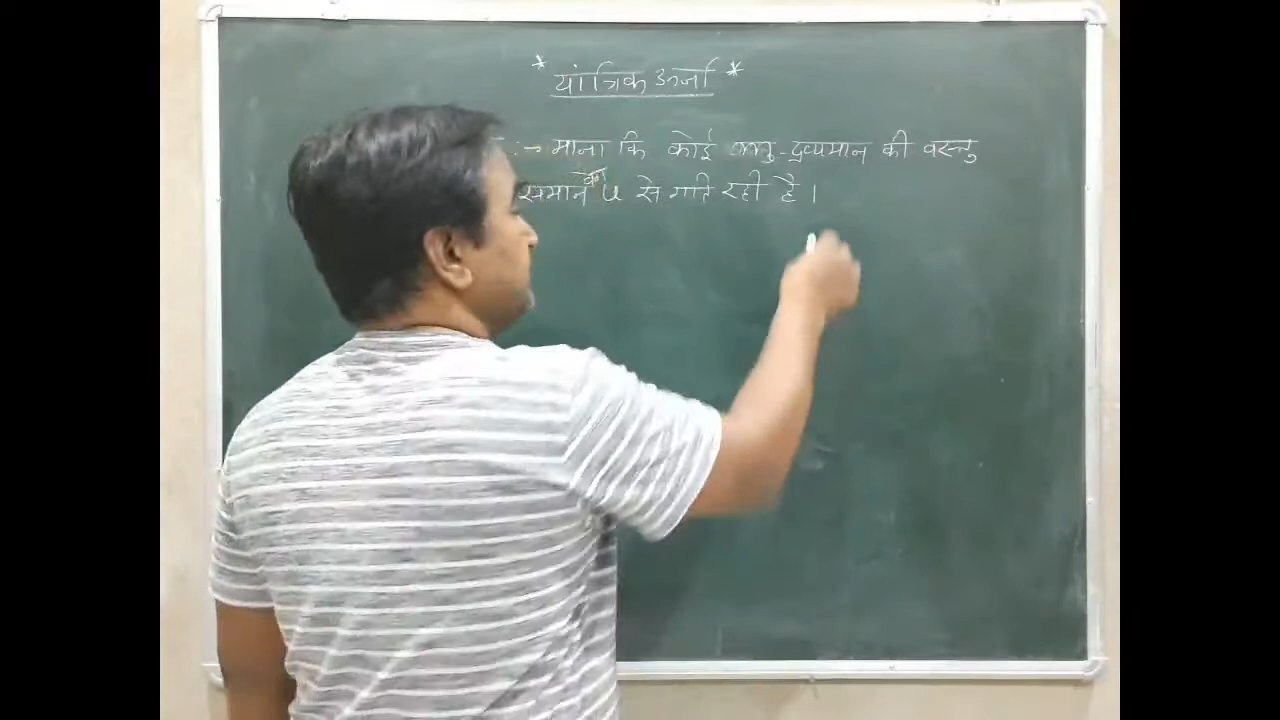 * यांत्रिक ऊर्जा *
:→ माना कि कोई द्रव्यमान की वस्तु
समान u से गति रही है ।